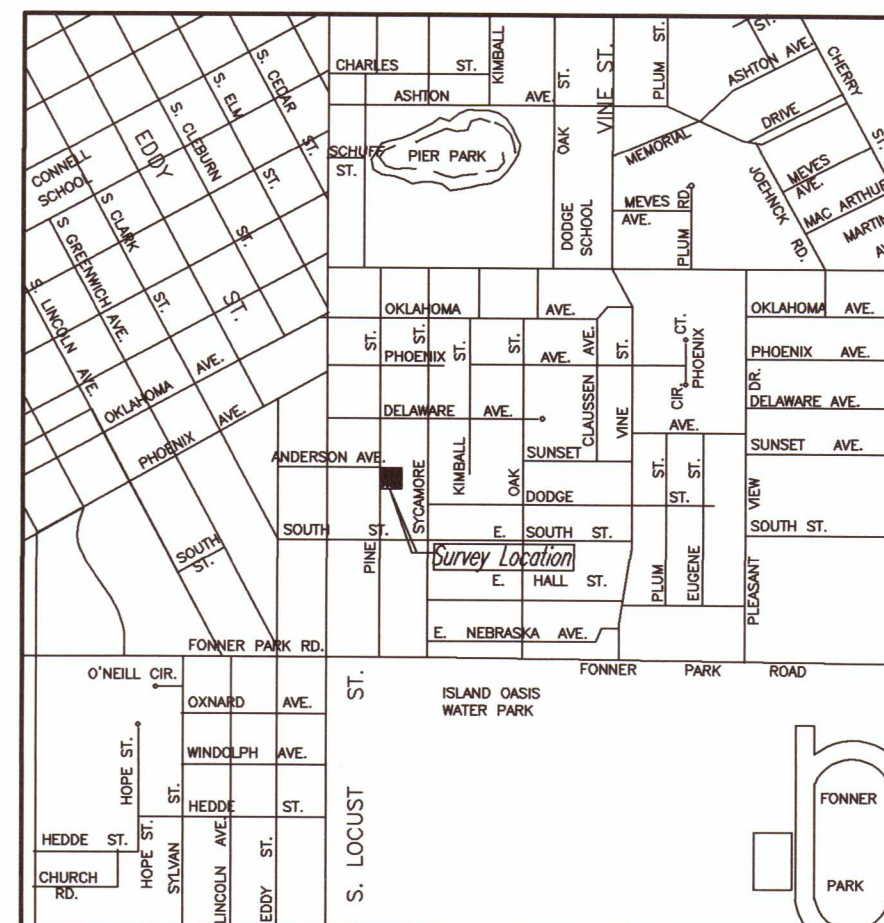 CHARLES ST.
KIMBALL
ASHTON AVE.
ST.
VINE ST.
PLUM ST.
ST.
ASHTON AVE.
CHERRY
ST.
DRIVE
MEMORIAL
S. CEDAR
ST.
S. ELM
ST.
S. CLEBURN
ST.
EDDY
ST.
CONNELL
SCHOOL
S. CLARK
ST.
S GREENWICH AVE.
S. LINCOLN AVE.
SCHUFF
ST.
PIER PARK
OAK
DODGE
SCHOOL
MEVES
AVE.
PLUM RD.
JOEHNCK RD.
MEVES
AVE.
MAC ARTHUR
MARTIN
OKLAHOMA AVE.
PHOENIX AVE.
OKLAHOMA AVE.
OKLAHOMA AVE.
ST.
ST.
PHOENIX
ST.
ST.
AVE.
CLAUSSEN AVE.
ST.
VINE
CT.
PHOENIX
CIR.
PHOENIX AVE.
DR.
DELAWARE AVE.
DELAWARE AVE.
AVE.
ANDERSON AVE.
SYCAMORE
KIMBALL
OAK
SUNSET
SUNSET AVE.
DODGE ST.
ST.
ST.
VIEW
SOUTH ST.
PINE
E. SOUTH ST.
SOUTH ST.
SOUTH
ST.
Survey Location
E. HALL ST.
PLUM
EUGENE
PLEASANT
E. NEBRASKA AVE.
FONNER PARK RD.
FONNER PARK ROAD
O'NEILL CIR.
ISLAND OASIS
WATER PARK
OXNARD AVE.
ST.
WINDOLPH AVE.
HOPE ST.
ST.
HEDDE ST.
S. LOCUST
FONNER
PARK
HEDDE ST.
HOPE ST.
SYLVAN
LINCOLN AVE.
EDDY ST.
CHURCH
RD.